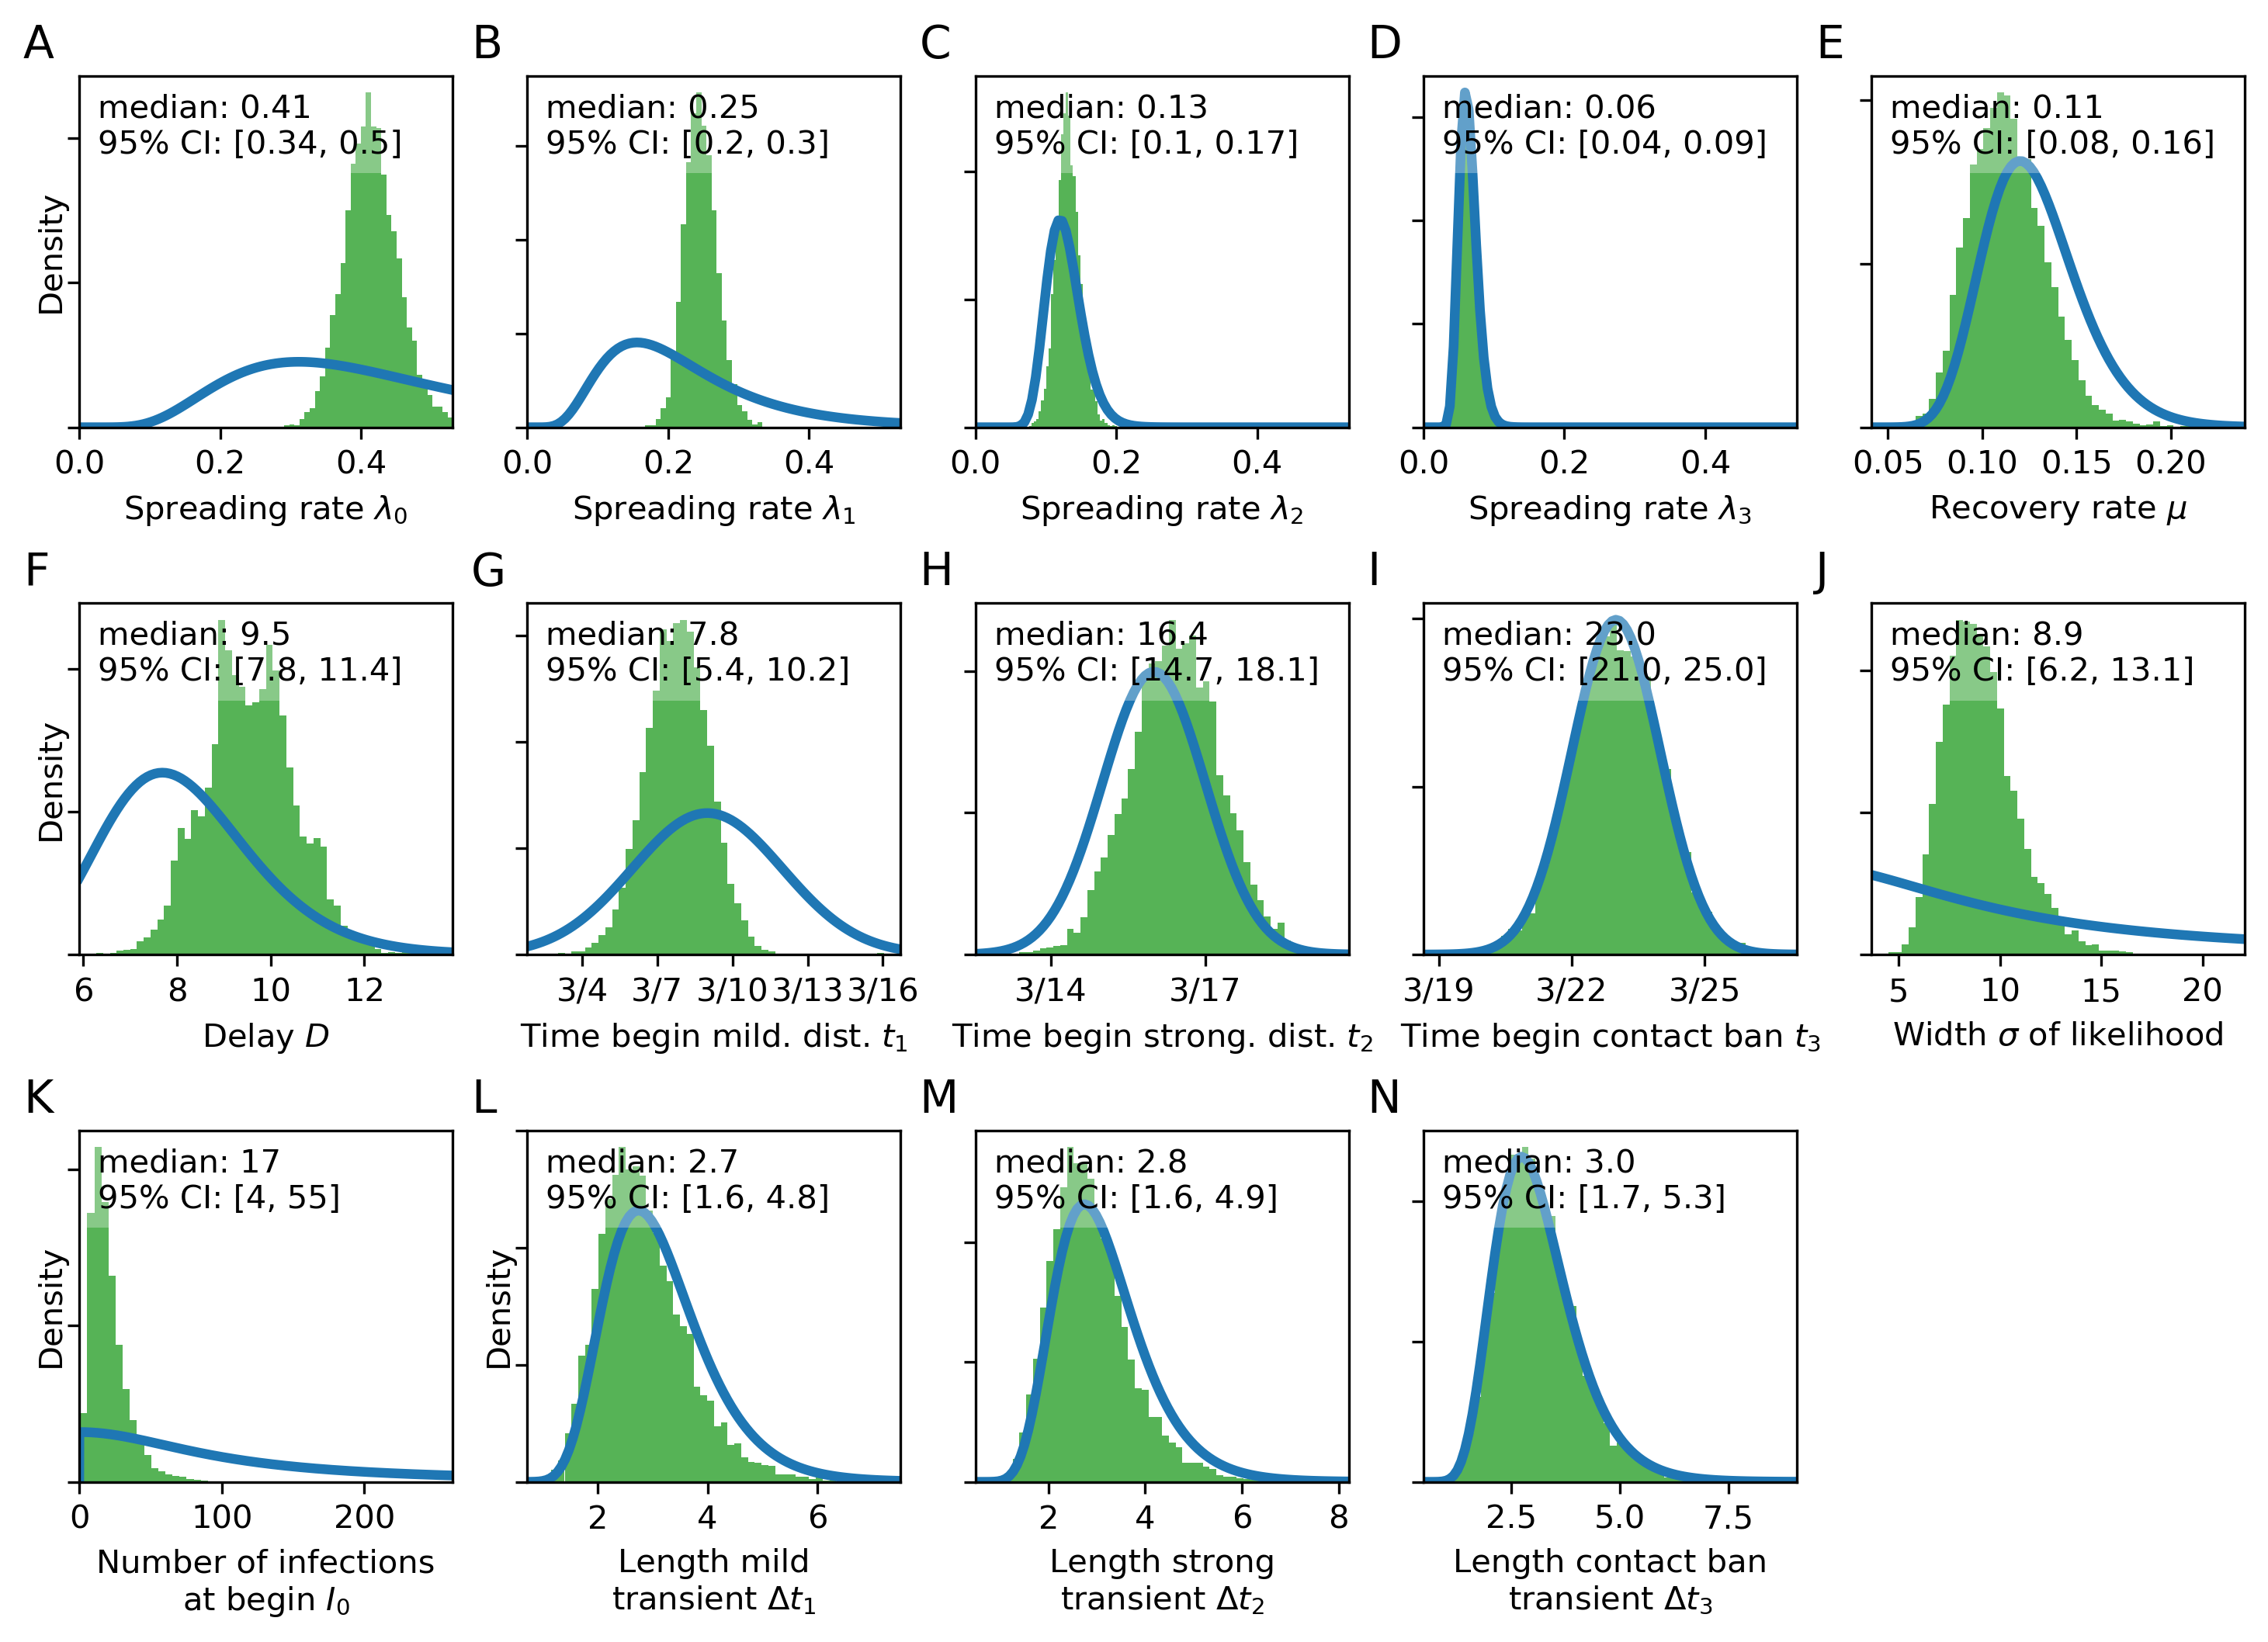 A
median: 0.41
95% CI: [0.34, 0.5]
Density
0.0 0.2 0.4
Spreading rate λ0
B
median: 0.25
95% CI: [0.2, 0.3]
0.0 0.2 0.4
Spreading rate λ1
C
median: 0.13
95% CI: [0.1, 0.17]
0.0 0.2 0.4
Spreading rate λ2
D
median: 0.06
95% CI: [0.04, 0.09]
0.0 0.2 0.4
Spreading rate λ3
E
median: 0.11
95% CI: [0.08, 0.16]
0.05 0.10 0.15 0.20
Recovery rate μ
F
median: 9.5
95% CI: [7.8, 11.4]
Density
6 8 10 12
Delay D
G
median: 7.8
95% CI: [5.4, 10.2]
3/4 3/7 3/10 3/13 3/16
Time begin mild. dist. t1
H
median: 16.4
95% CI: [14.7, 18.1]
3/14 3/17
Time begin strong. dist. t2
I
median: 23.0
95% CI: [21.0, 25.0]
3/19 3/22 3/25
Time begin contact ban t3
J
median: 8.9
95% CI: [6.2, 13.1]
5 10 15 20
Width σ of likelihood
K
median: 17
95% CI: [4, 55]
Density
0 100 200
Number of infections
at begin I0
L
median: 2.7
95% CI: [1.6, 4.8]
Density
2 4 6
Length mild
transient Δt1
M
median: 2.8
95% CI: [1.6, 4.9]
2 4 6 8
Length strong
transient Δt2
N
median: 3.0
95% CI: [1.7, 5.3]
2.5 5.0 7.5
Length contact ban
transient Δt3